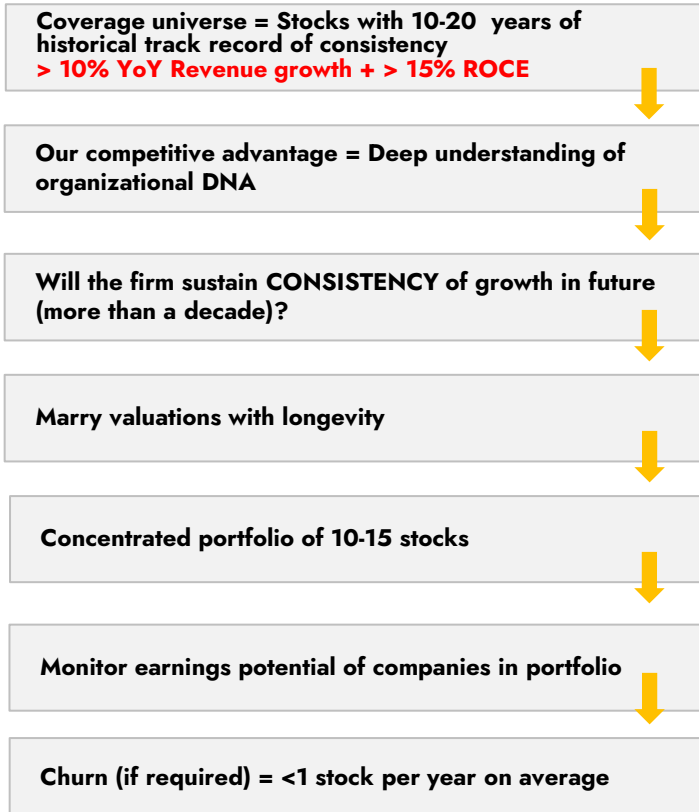 Coverage universe = Stocks with 10-20 years of
historical track record of consistency
> 10% YoY Revenue growth + > 15% ROCE
Our competitive advantage = Deep understanding of
organizational DNA
Will the firm sustain CONSISTENCY of growth in future
(more than a decade)?
Marry valuations with longevity
Concentrated portfolio of 10-15 stocks
Monitor earnings potential of companies in portfolio
Churn (if required) = <1 stock per year on average